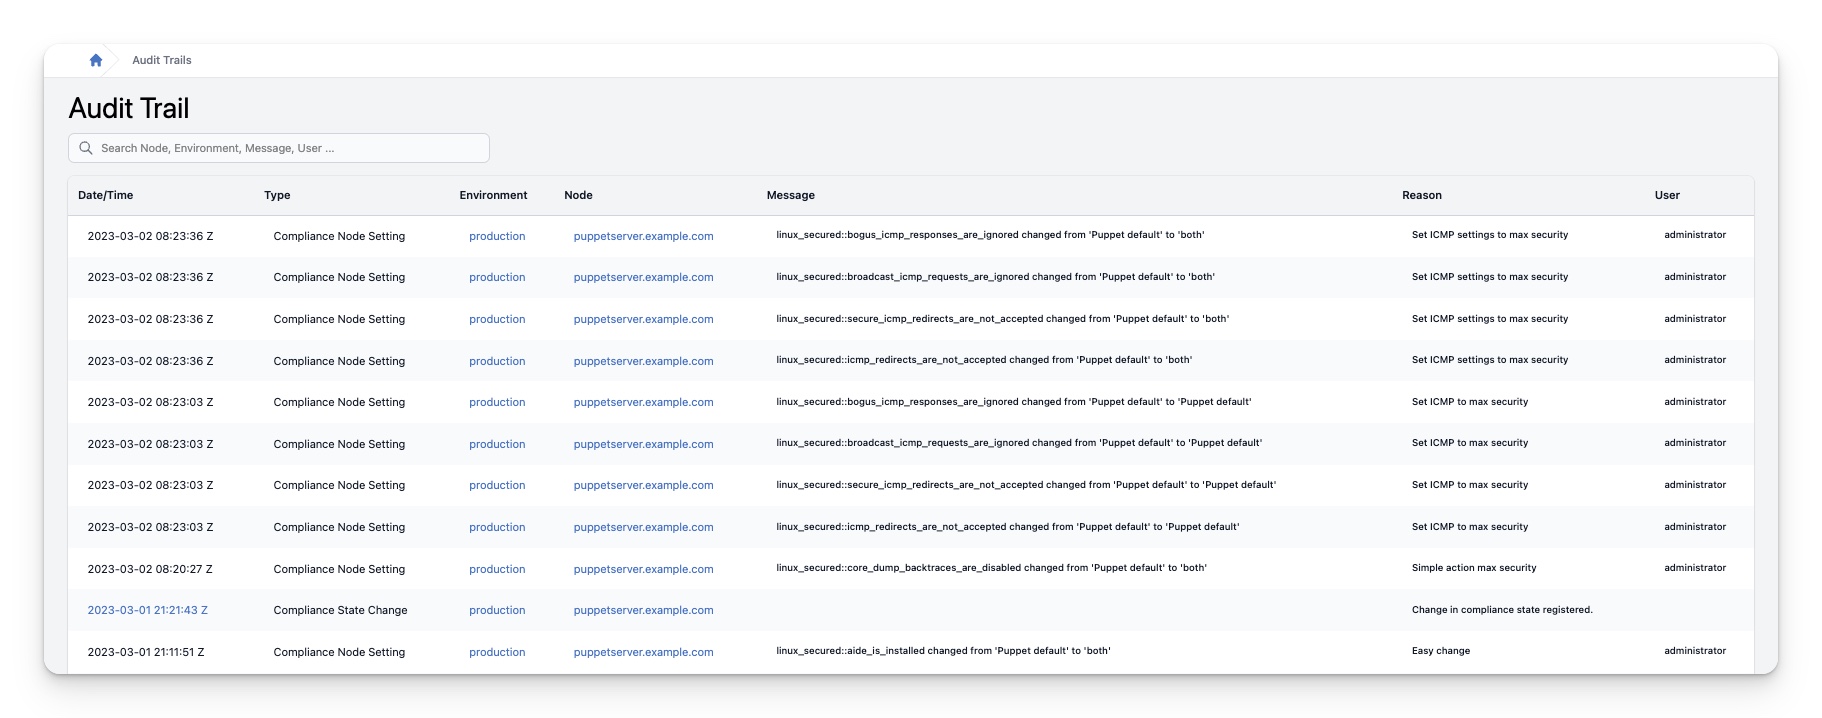 Audit Trails
Audit Trail
Search Node, Environment, Message, User ...
Date/Time Type Environment Node Message Reason User
2023-03-02 08:23:36 Z Compliance Node Setting production puppetserver.example.com linux_secured::bogus_icmp_responses_are_ignored changed from 'Puppet default' to 'both' Set ICMP settings to max security administrator
2023-03-02 08:23:36 Z Compliance Node Setting production puppetserver.example.com linux_secured::broadcast_icmp_requests_are_ignored changed from 'Puppet default' to 'both' Set ICMP settings to max security administrator
2023-03-02 08:23:36 Z Compliance Node Setting production puppetserver.example.com linux_secured::secure_icmp_redirects_are_not_accepted changed from 'Puppet default' to 'both' Set ICMP settings to max security administrator
2023-03-02 08:23:36 Z Compliance Node Setting production puppetserver.example.com linux_secured::icmp_redirects_are_not_accepted changed from 'Puppet default' to 'both' Set ICMP settings to max security administrator
2023-03-02 08:23:03 Z Compliance Node Setting production puppetserver.example.com linux_secured::bogus_icmp_responses_are_ignored changed from 'Puppet default' to 'Puppet default' Set ICMP to max security administrator
2023-03-02 08:23:03 Z Compliance Node Setting production puppetserver.example.com linux_secured::broadcast_icmp_requests_are_ignored changed from 'Puppet default' to 'Puppet default' Set ICMP to max security administrator
2023-03-02 08:23:03 Z Compliance Node Setting production puppetserver.example.com linux_secured::secure_icmp_redirects_are_not_accepted changed from 'Puppet default' to 'Puppet default' Set ICMP to max security administrator
2023-03-02 08:23:03 Z Compliance Node Setting production puppetserver.example.com linux_secured::icmp_redirects_are_not_accepted changed from 'Puppet default' to 'Puppet default' Set ICMP to max security administrator
2023-03-02 08:20:27 Z Compliance Node Setting production puppetserver.example.com linux_secured::core_dump_backtraces_are_disabled changed from 'Puppet default' to 'both' Simple action max security administrator
2023-03-01 21:21:43 Z Compliance State Change production puppetserver.example.com Change in compliance state registered.
2023-03-01 21:11:51 Z Compliance Node Setting production puppetserver.example.com linux_secured::aide_is_installed changed from 'Puppet default' to 'both' Easy change administrator